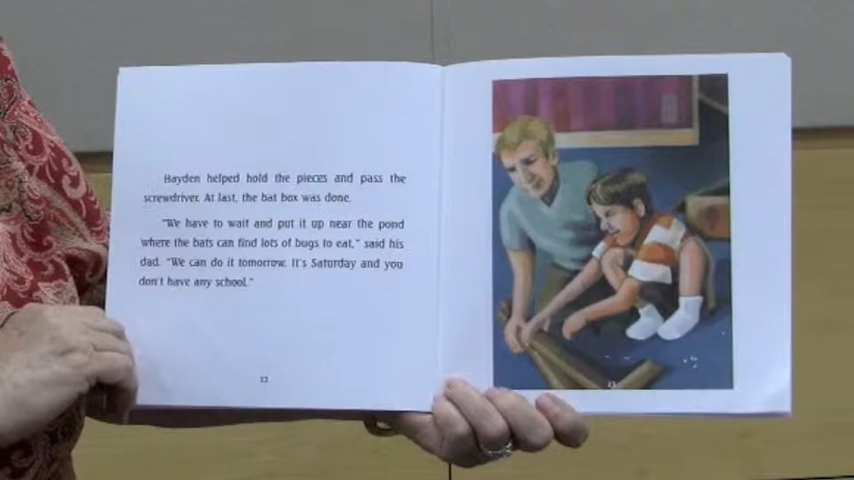 Hayden helped hold the pieces and pass the
screwdriver. At last, the bat box was done.
"We have to wait and put it up near the pond
where the bats can find lots of bugs to eat," said his
dad. "We can do it tomorrow. It's Saturday and you
don't have any school."
12
13